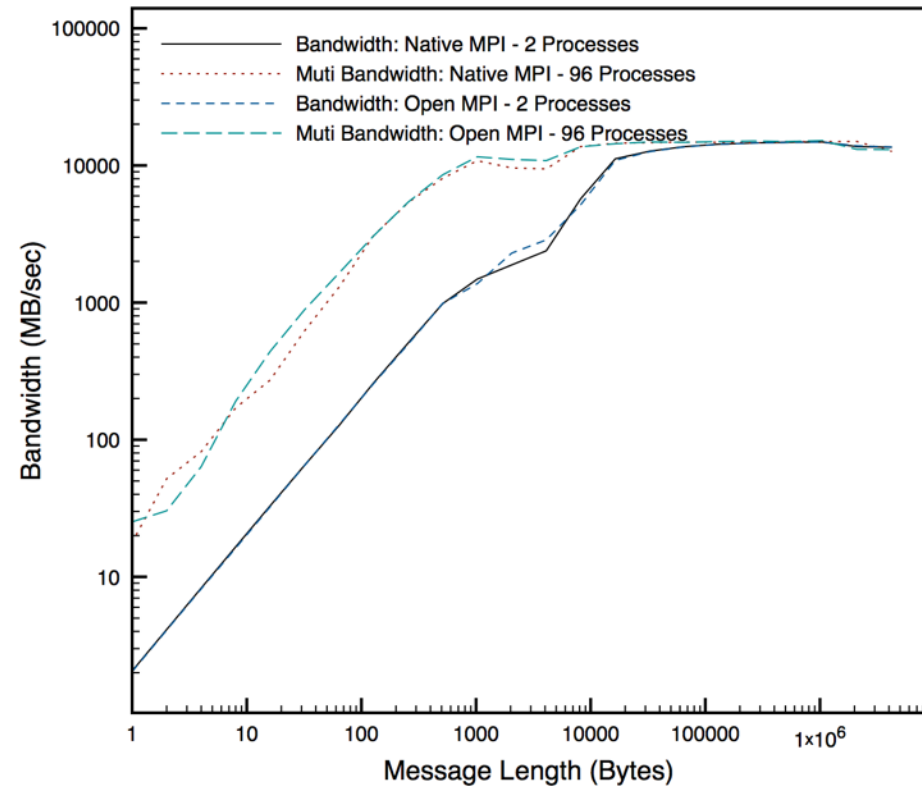 100000
10000
1000
100
10
Bandwidth (MB/sec)
Bandwidth: Native MPI - 2 Processes
Muti Bandwidth: Native MPI - 96 Processes
Bandwidth: Open MPI - 2 Processes
Muti Bandwidth: Open MPI - 96 Processes
1 10 100 1000 10000 100000 1×10⁶
Message Length (Bytes)